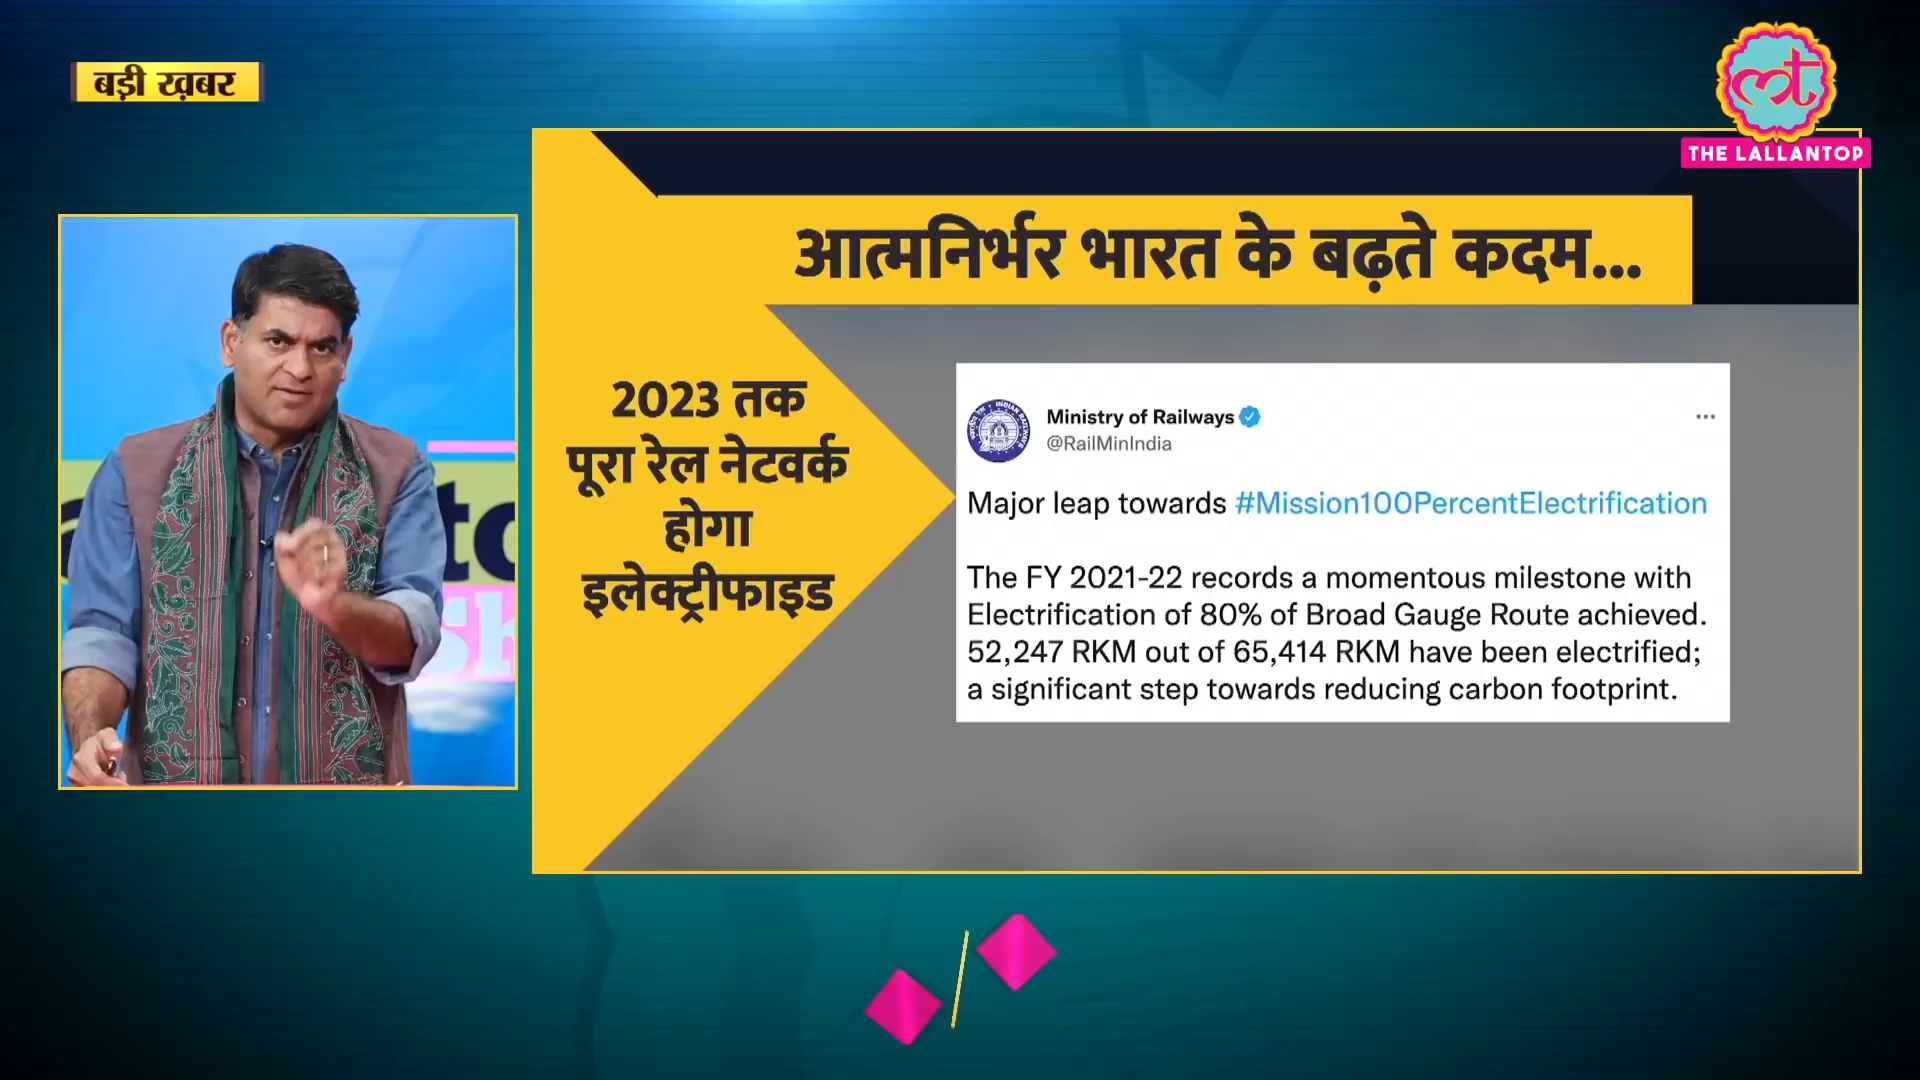 बड़ी ख़बर
THE LALLANTOP
आत्मनिर्भर भारत के बढ़ते कदम...
2023 तक
पूरा रेल नेटवर्क
होगा
इलेक्ट्रीफाइड
Ministry of Railways
@RailMinIndia
Major leap towards #Mission100PercentElectrification
The FY 2021-22 records a momentous milestone with
Electrification of 80% of Broad Gauge Route achieved.
52,247 RKM out of 65,414 RKM have been electrified;
a significant step towards reducing carbon footprint.